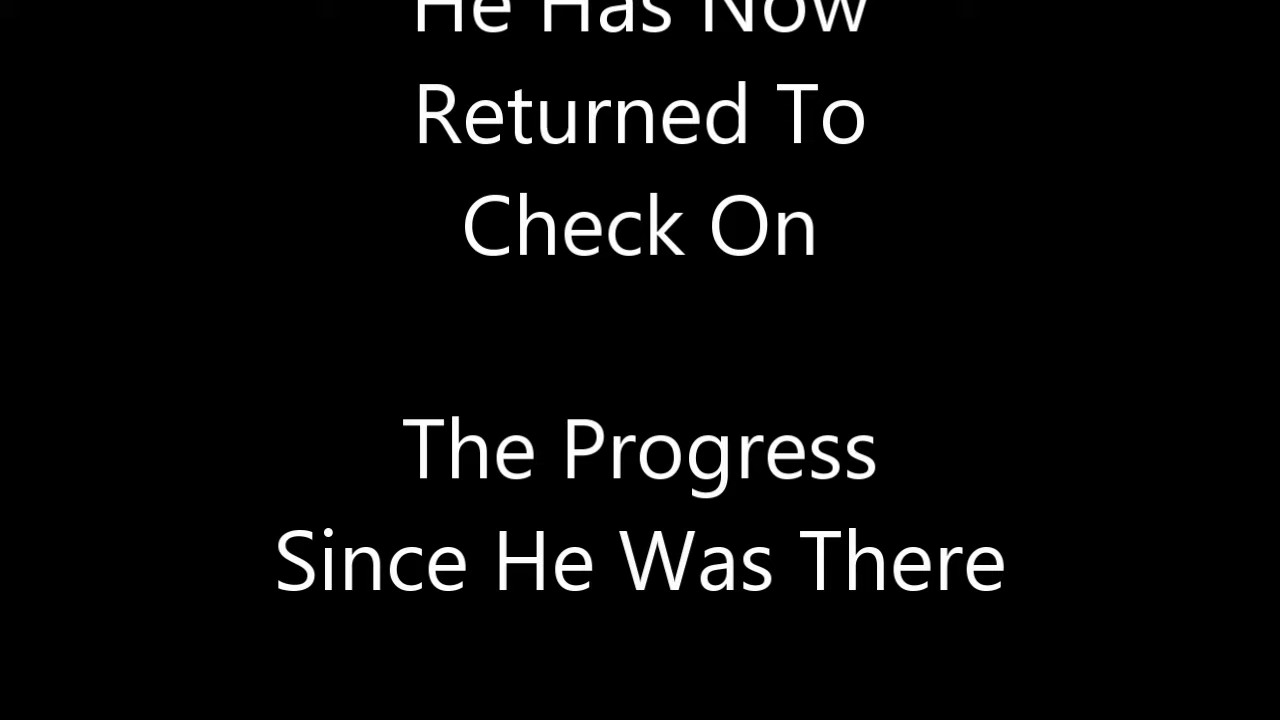 He Has Now
Returned To
Check On
The Progress
Since He Was There